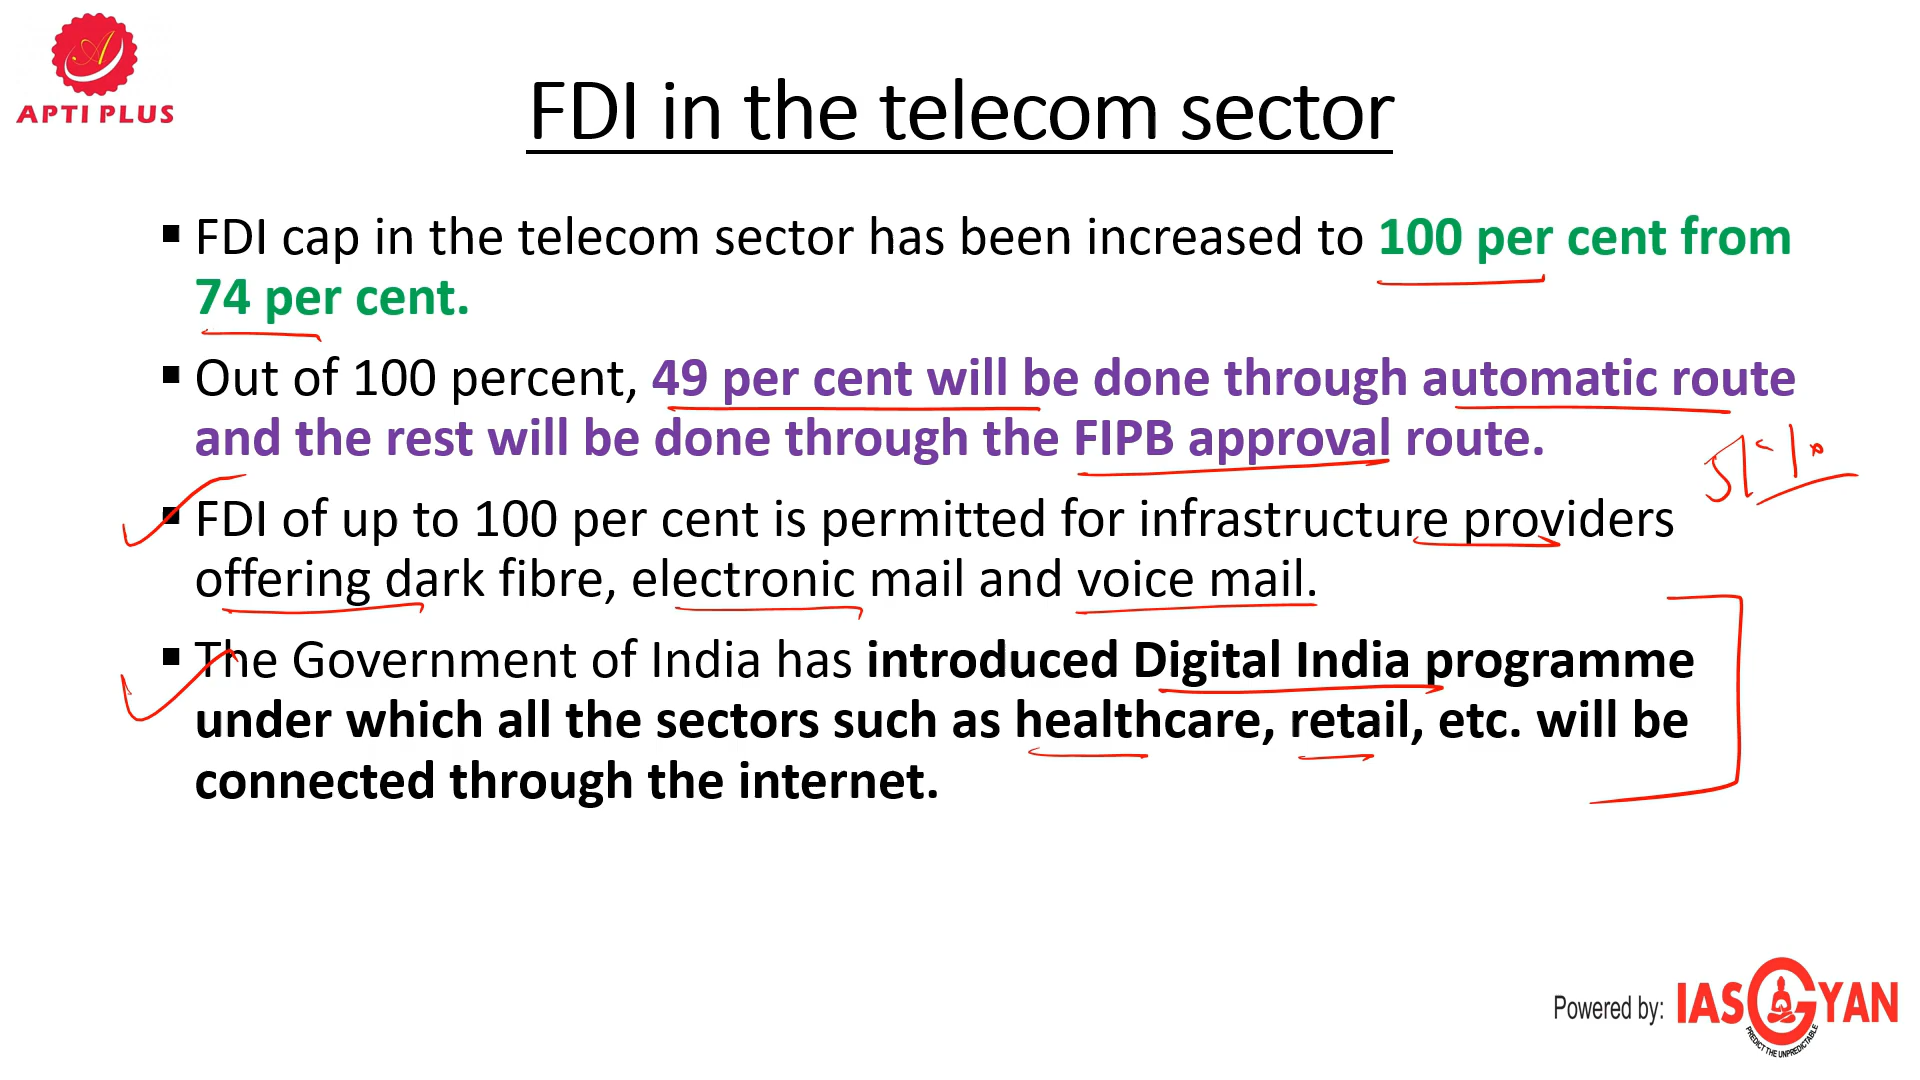 APTI PLUS
FDI in the telecom sector
▪ FDI cap in the telecom sector has been increased to 100 per cent from
74 per cent.
▪ Out of 100 percent, 49 per cent will be done through automatic route
and the rest will be done through the FIPB approval route.
51%
▪ FDI of up to 100 per cent is permitted for infrastructure providers
offering dark fibre, electronic mail and voice mail.
▪ The Government of India has introduced Digital India programme
under which all the sectors such as healthcare, retail, etc. will be
connected through the internet.
Powered by: IAS GYAN
PREDICT THE UNPREDICTABLE